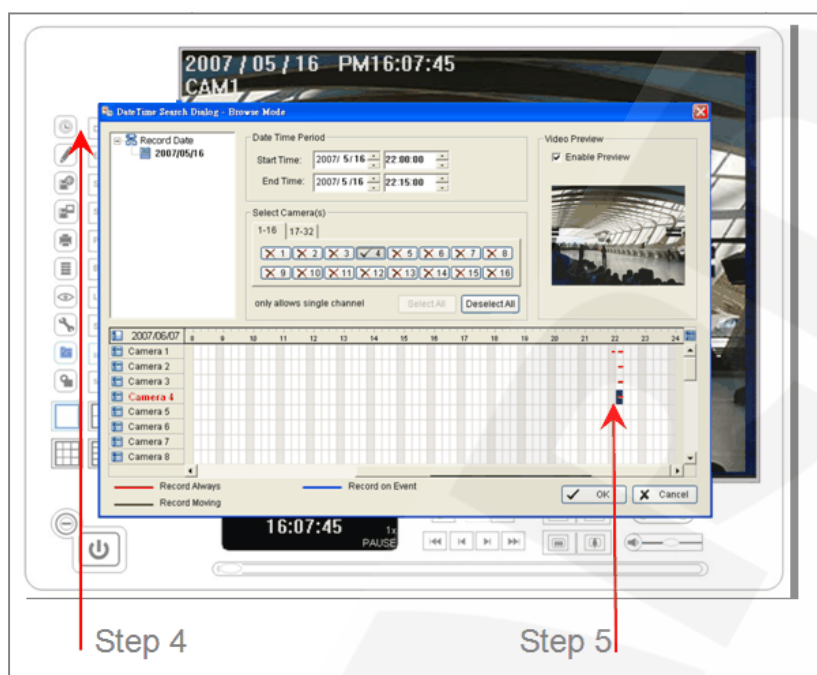 2007 / 05 / 16 PM16:07:45
CAM1
DateTime Search Dialog - Browse Mode
Record Date
2007/05/16
Date Time Period
Start Time: 2007/ 5/16 22:00:00
End Time: 2007/ 5 /16 22:15:00
Select Camera(s)
1-16 17-32
1 2 3 4 5 6 7 8
9 10 11 12 13 14 15 16
only allows single channel Select All Deselect All
Video Preview
Enable Preview
2007/06/07 8 9 10 11 12 13 14 15 16 17 18 19 20 21 22 23 24
Camera 1
Camera 2
Camera 3
Camera 4
Camera 5
Camera 6
Camera 7
Camera 8
Record Always Record on Event
Record Moving
OK Cancel
16:07:45 1x
PAUSE
Step 4 Step 5